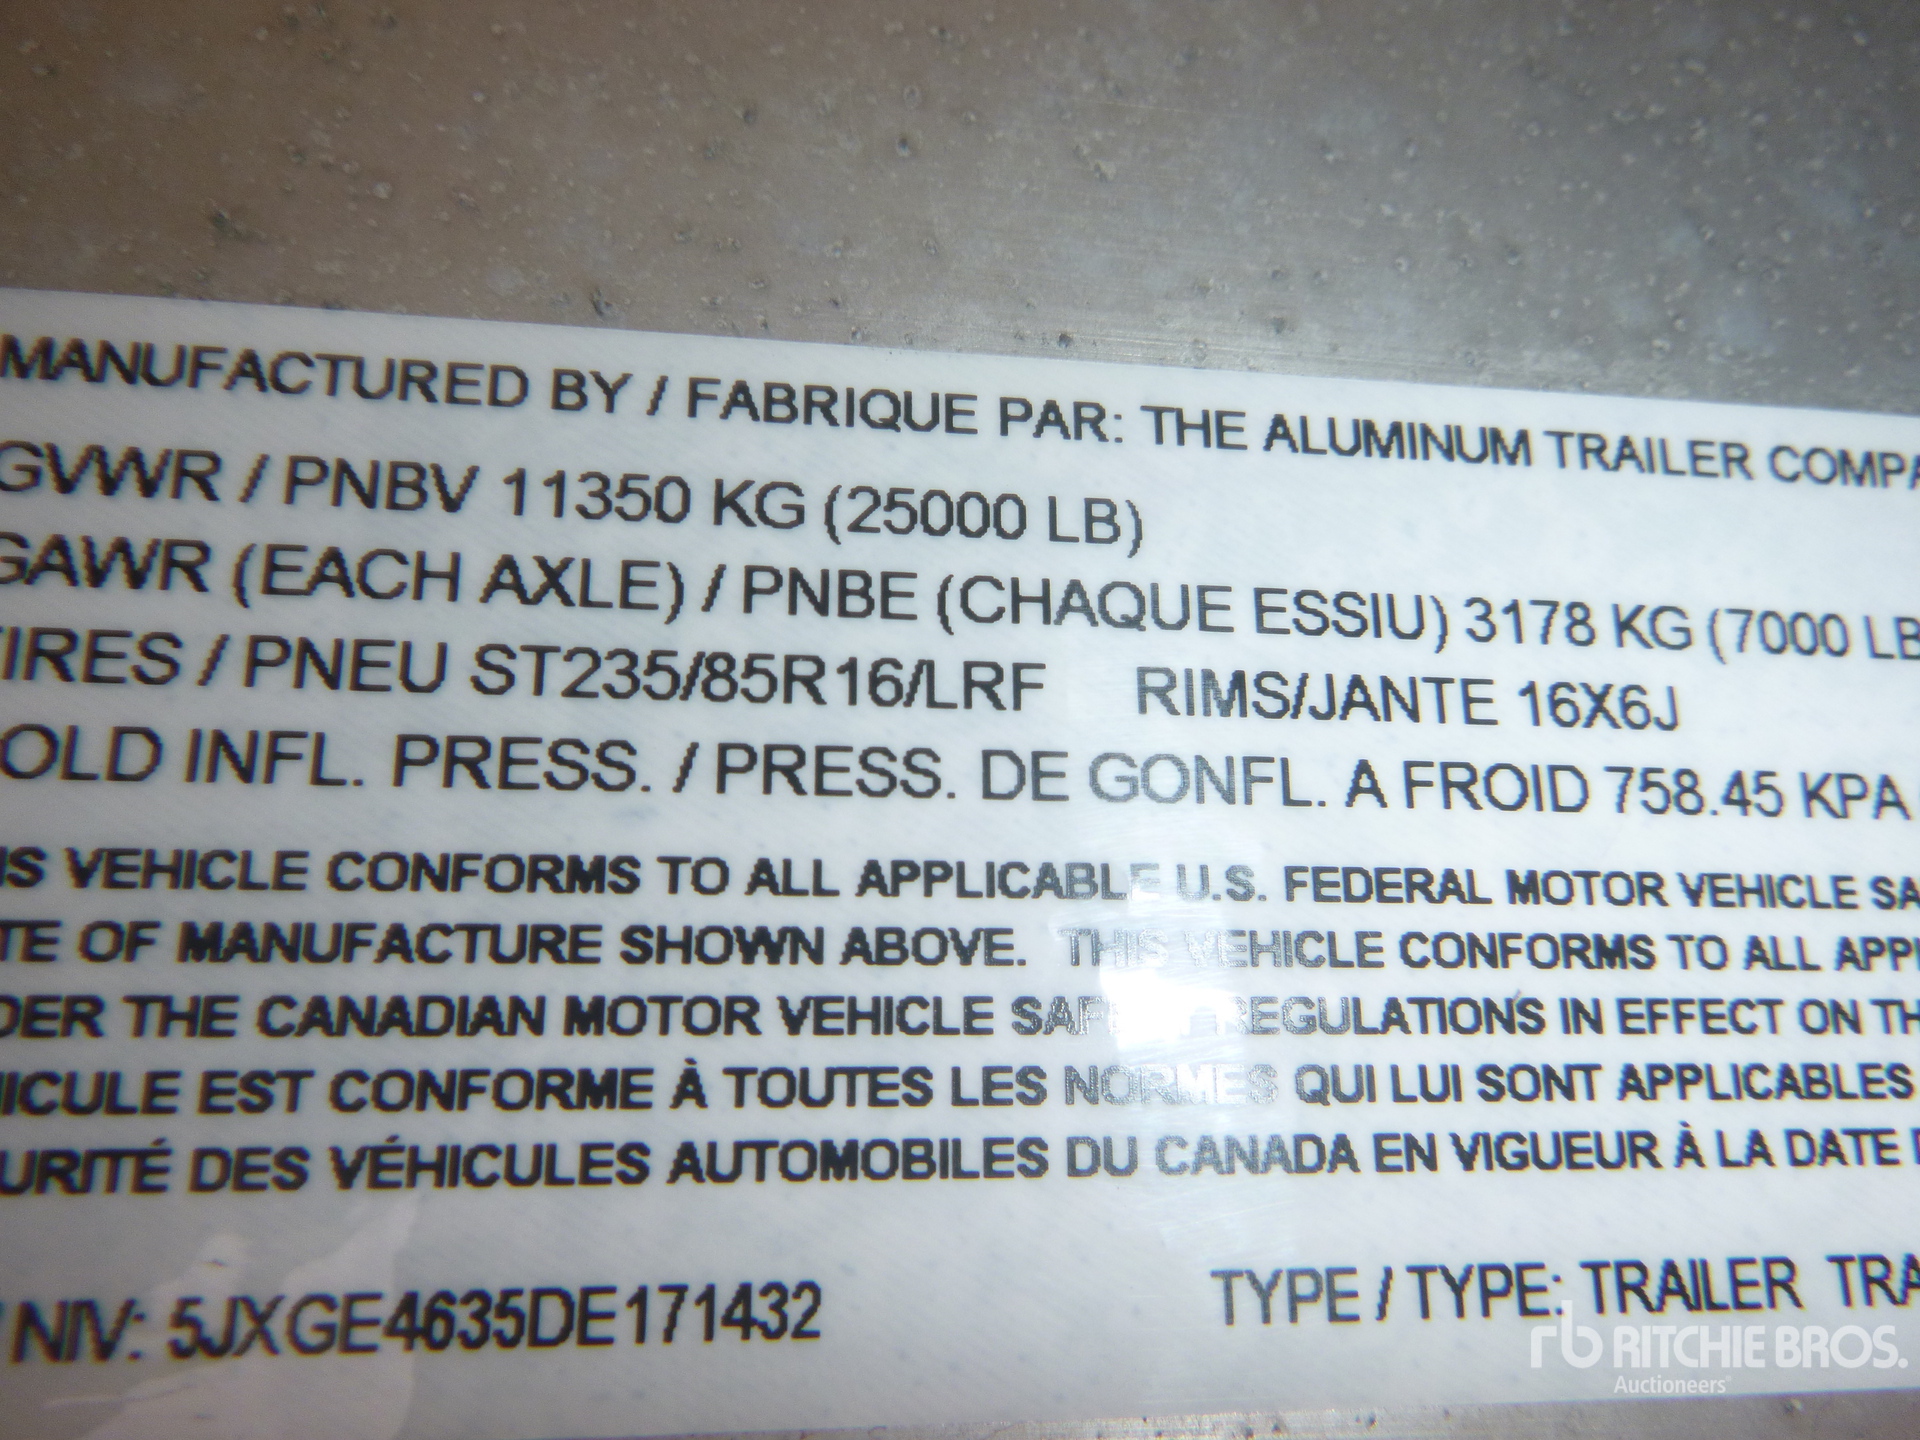 MANUFACTURED BY / FABRIQUE PAR: THE ALUMINUM TRAILER COMPA
GVWR / PNBV 11350 KG (25000 LB)
GAWR (EACH AXLE) / PNBE (CHAQUE ESSIU) 3178 KG (7000 LB
TIRES / PNEU ST235/85R16/LRF RIMS/JANTE 16X6J
OLD INFL. PRESS. / PRESS. DE GONFL. A FROID 758.45 KPA
IS VEHICLE CONFORMS TO ALL APPLICABLE U.S. FEDERAL MOTOR VEHICLE SA
TE OF MANUFACTURE SHOWN ABOVE. THIS VEHICLE CONFORMS TO ALL APPL
DER THE CANADIAN MOTOR VEHICLE SAFETY REGULATIONS IN EFFECT ON TH
HICULE EST CONFORME À TOUTES LES NORMES QUI LUI SONT APPLICABLES
URITÉ DES VÉHICULES AUTOMOBILES DU CANADA EN VIGUEUR À LA DATE D
NIV: 5JXGE4635DE171432 TYPE / TYPE: TRAILER TRA
rb RITCHIE BROS.
Auctioneers